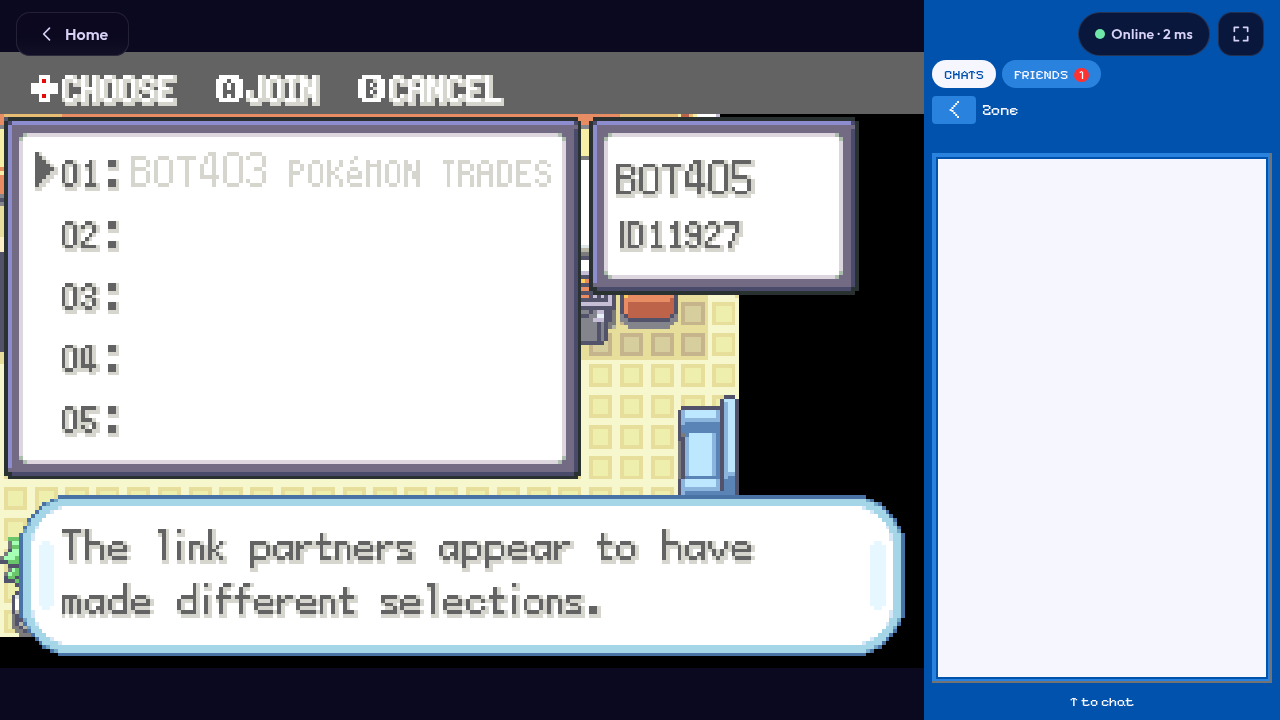 Home
CHOOSE A JOIN B CANCEL
01: BOT403 POKéMON TRADES
02:
03:
04:
05:
BOT405
ID11927
The link partners appear to have
made different selections.
Online · 2 ms
CHATS
FRIENDS 1
Zone
↑ to chat